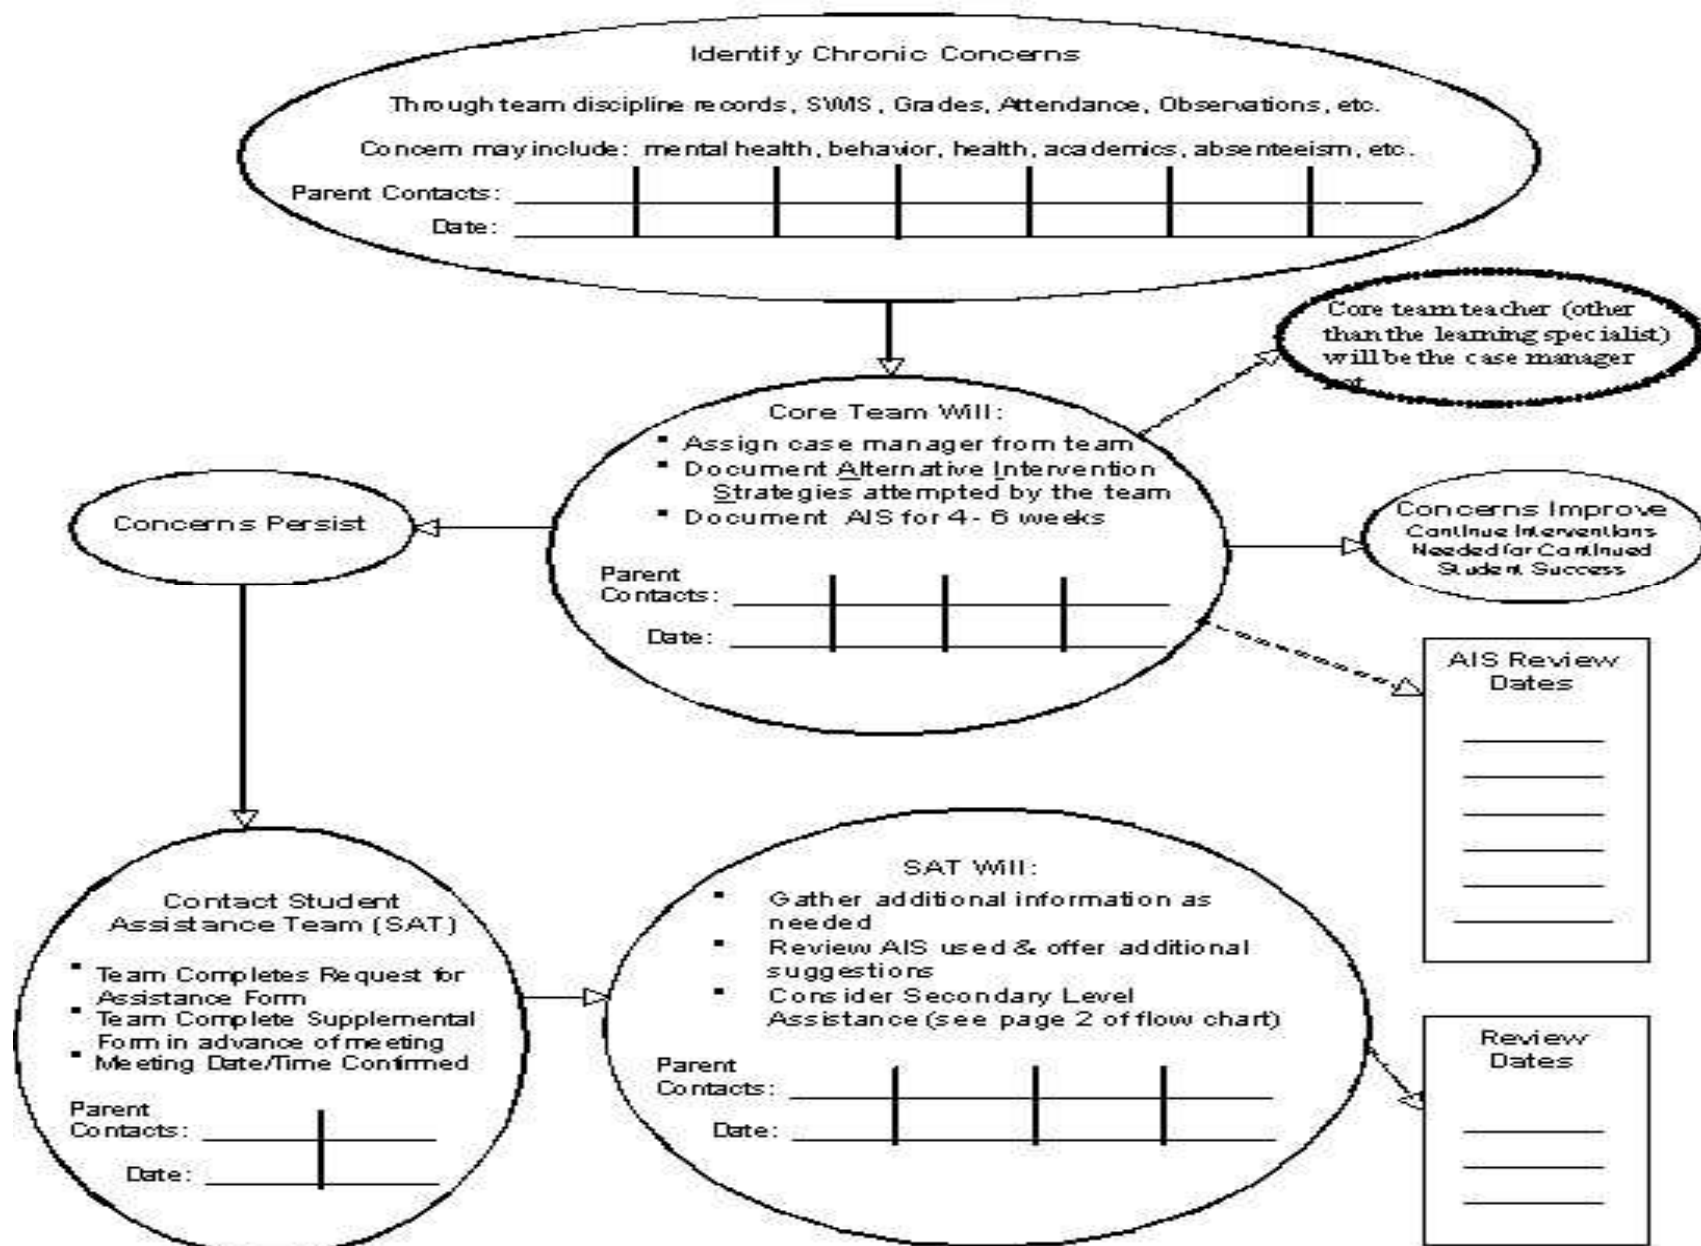 Identify Chronic Concerns
Through team discipline records, SWIS, Grades, Attendance, Observations, etc.
Concern may include: mental health, behavior, health, academics, absenteeism, etc.
Parent Contacts:
Date:
Core team teacher (other
than the learning specialist)
will be the case manager
Core Team Will:
▪ Assign case manager from team
▪ Document Alternative Intervention
Strategies attempted by the team
▪ Document AIS for 4-6 weeks
Parent
Contacts:
Date:
Concerns Persist
Concerns Improve
Continue Interventions
Needed for Continued
Student Success
AIS Review
Dates
Contact Student
Assistance Team (SAT)
▪ Team Completes Request for
Assistance Form
▪ Team Complete Supplemental
Form in advance of meeting
▪ Meeting Date/Time Confirmed
Parent
Contacts:
Date:
SAT Will:
▪ Gather additional information as
needed
▪ Review AIS used & offer additional
suggestions
▪ Consider Secondary Level
Assistance (see page 2 of flow chart)
Parent
Contacts:
Date:
Review
Dates